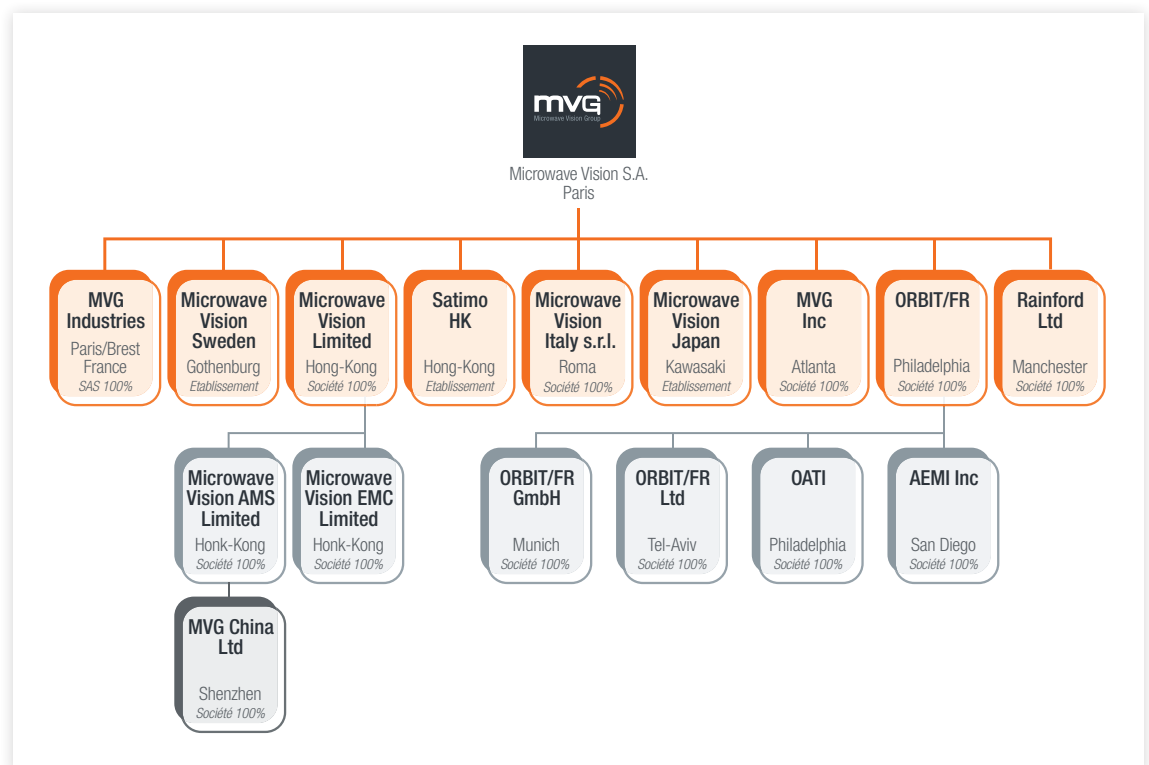 mvg
Microwave Vision Group
Microwave Vision S.A.
Paris
MVG
Industries
Paris/Brest
France
SAS 100%
Microwave
Vision
Sweden
Gothenburg
Etablissement
Microwave
Vision
Limited
Hong-Kong
Société 100%
Satimo
HK
Hong-Kong
Etablissement
Microwave
Vision
Italy s.r.l.
Roma
Société 100%
Microwave
Vision
Japan
Kawasaki
Etablissement
MVG
Inc
Atlanta
Société 100%
ORBIT/FR
Philadelphia
Société 100%
Rainford
Ltd
Manchester
Société 100%
Microwave
Vision AMS
Limited
Honk-Kong
Société 100%
Microwave
Vision EMC
Limited
Honk-Kong
Société 100%
ORBIT/FR
GmbH
Munich
Société 100%
ORBIT/FR
Ltd
Tel-Aviv
Société 100%
OATI
Philadelphia
Société 100%
AEMI Inc
San Diego
Société 100%
MVG China
Ltd
Shenzhen
Société 100%